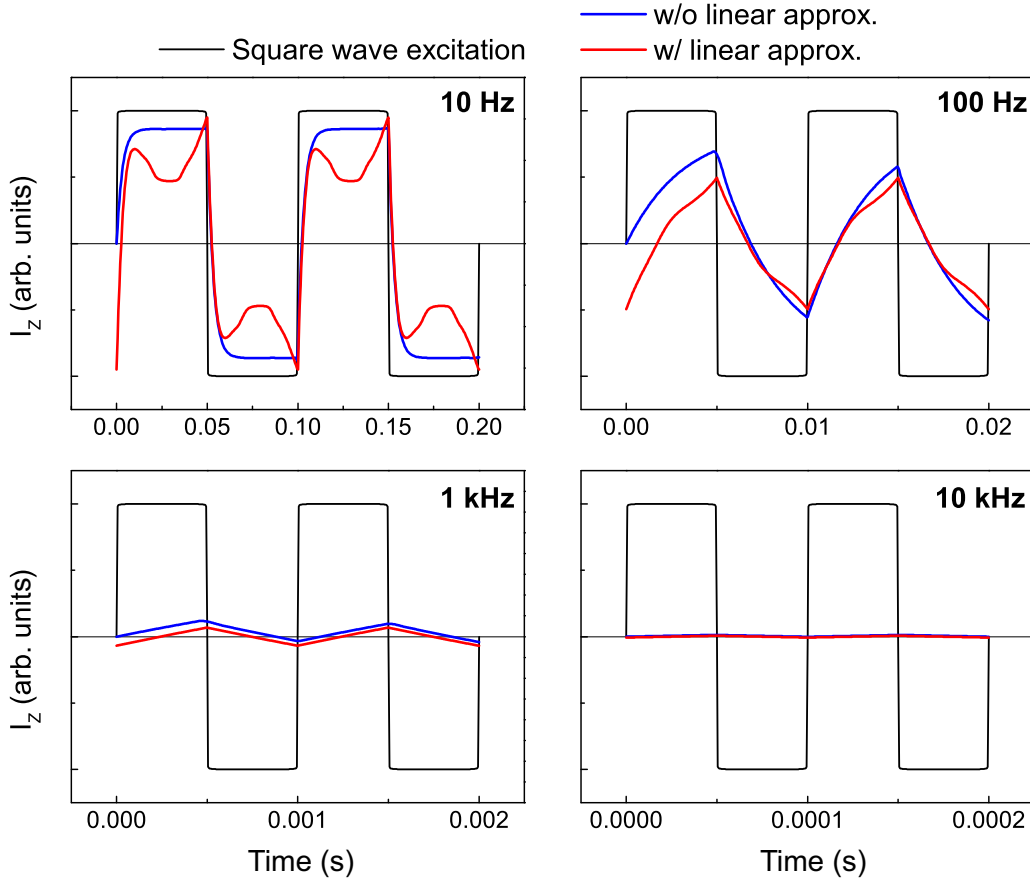 w/o linear approx.
Square wave excitation
w/ linear approx.
10 Hz
100 Hz
I_Z (arb. units)
0.00 0.05 0.10 0.15 0.20
0.00 0.01 0.02
1 kHz
10 kHz
I_Z (arb. units)
0.000 0.001 0.002
0.0000 0.0001 0.0002
Time (s)
Time (s)